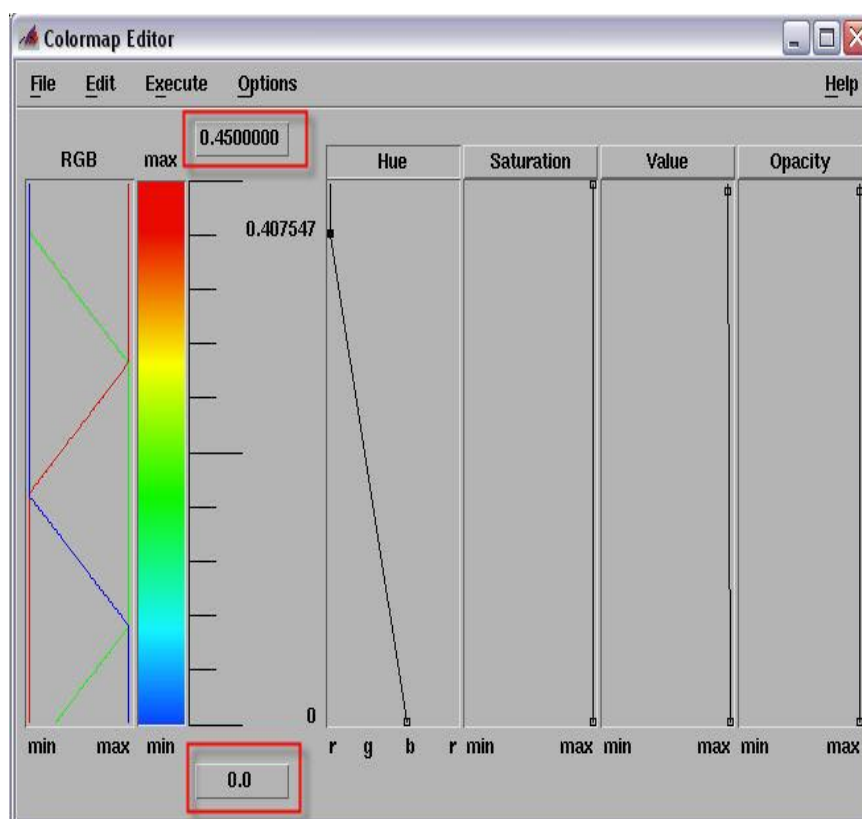 Colormap Editor
File Edit Execute Options Help
0.4500000
RGB max Hue Saturation Value Opacity
0.407547
0
min max min r g b r min max min max min max
0.0